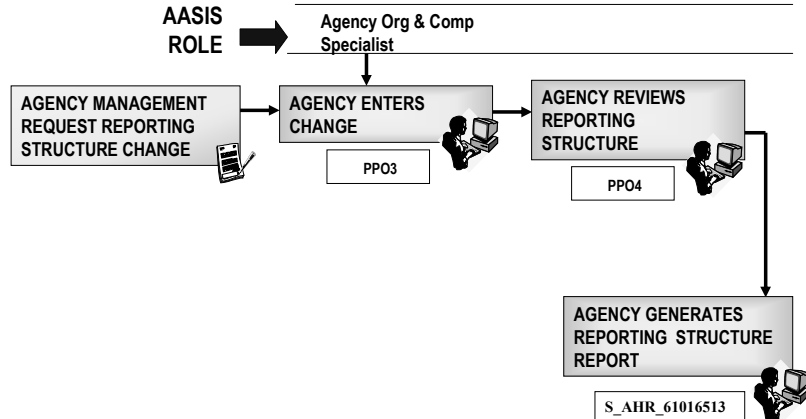 AASIS
ROLE
Agency Org & Comp
Specialist
AGENCY MANAGEMENT
REQUEST REPORTING
STRUCTURE CHANGE
AGENCY ENTERS
CHANGE
PPO3
AGENCY REVIEWS
REPORTING
STRUCTURE
PPO4
AGENCY GENERATES
REPORTING STRUCTURE
REPORT
S_AHR_61016513